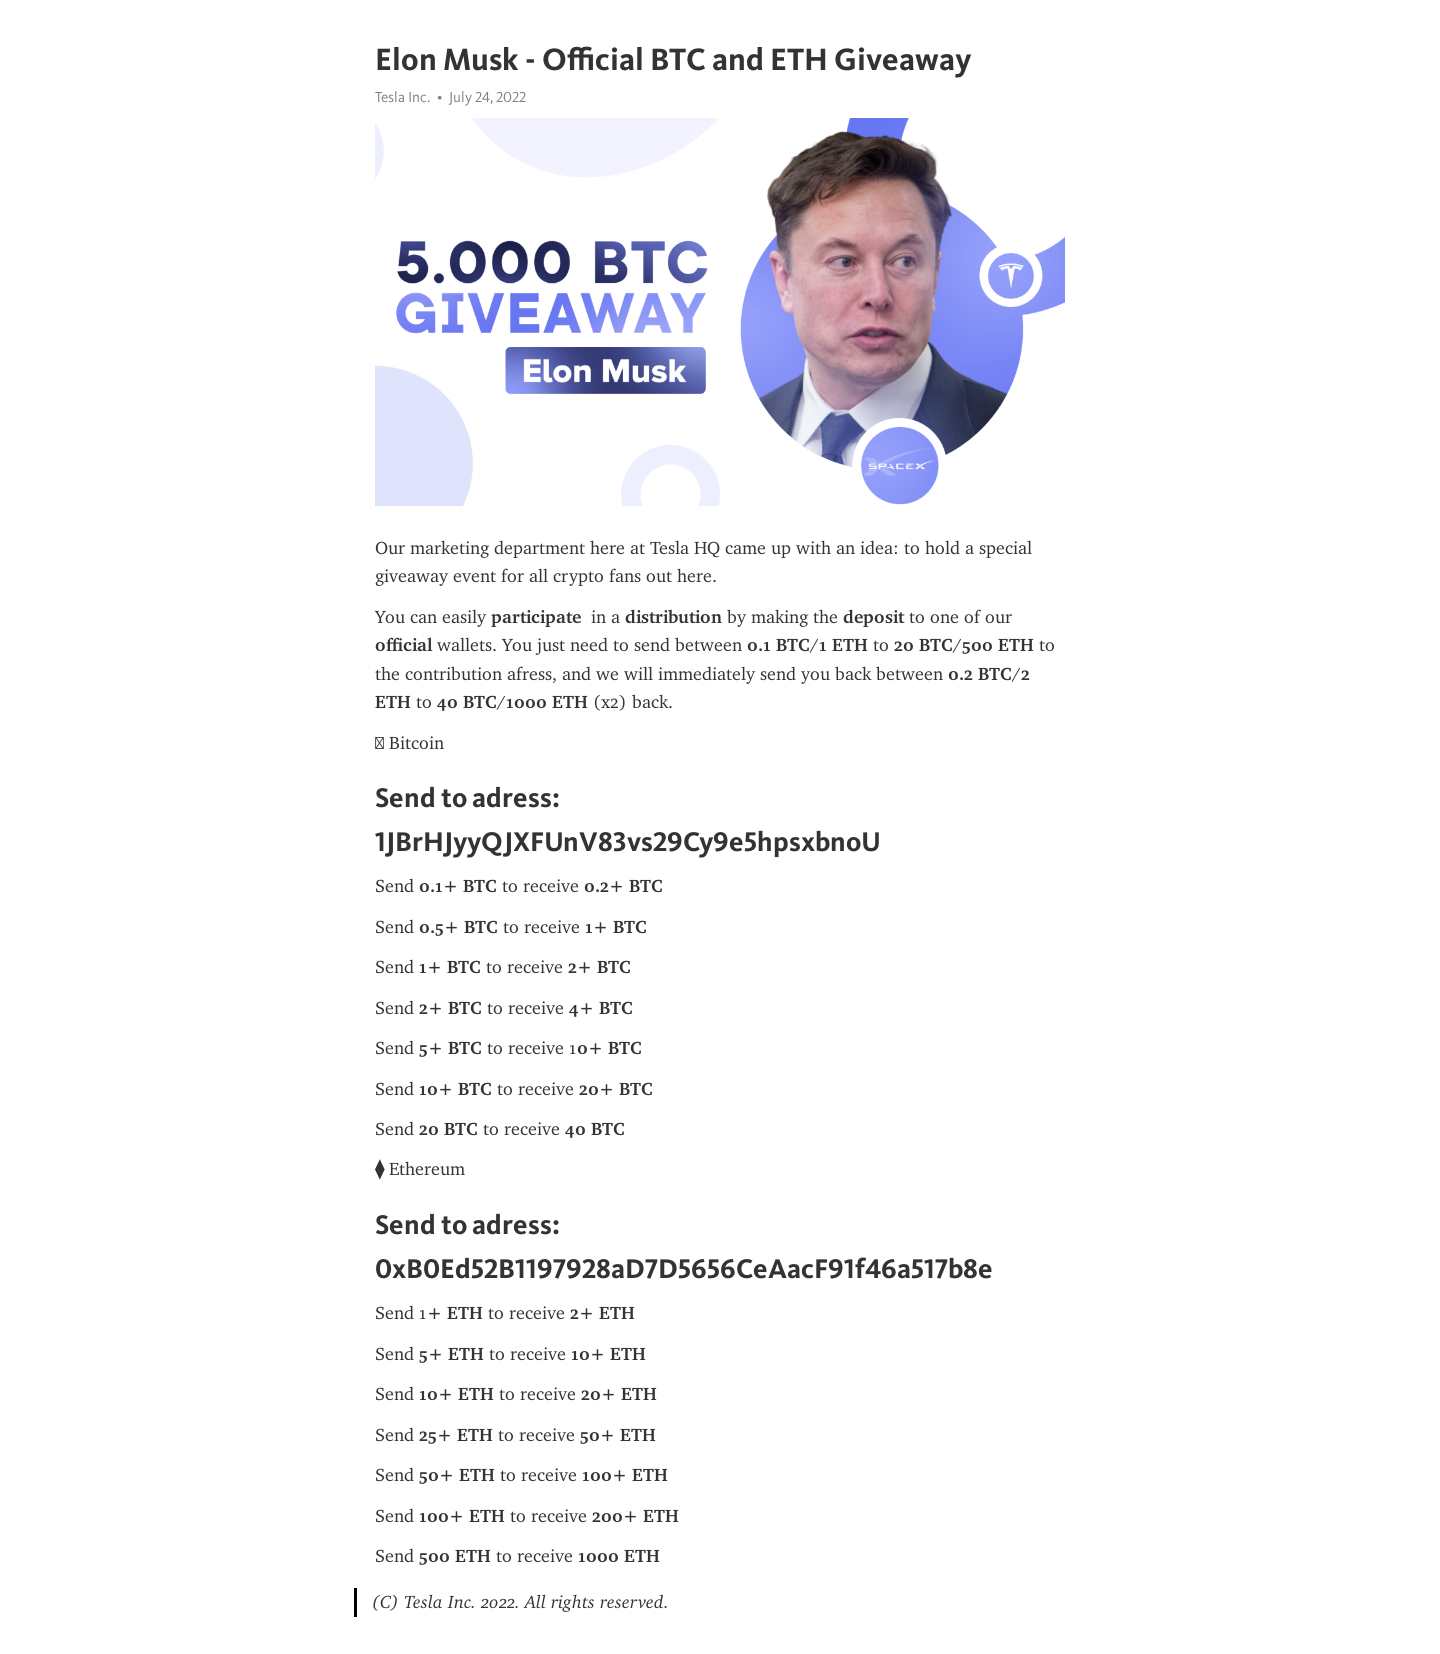 Elon Musk - Official BTC and ETH Giveaway
Tesla Inc. • July 24, 2022
5.000 BTC
GIVEAWAY
Elon Musk
SPACEX
Our marketing department here at Tesla HQ came up with an idea: to hold a special
giveaway event for all crypto fans out here.
You can easily participate  in a distribution by making the deposit to one of our
official wallets. You just need to send between 0.1 BTC/1 ETH to 20 BTC/500 ETH to
the contribution afress, and we will immediately send you back between 0.2 BTC/2
ETH to 40 BTC/1000 ETH (x2) back.
Bitcoin
Send to adress:
1JBrHJyyQJXFUnV83vs29Cy9e5hpsxbnoU
Send 0.1+ BTC to receive 0.2+ BTC
Send 0.5+ BTC to receive 1+ BTC
Send 1+ BTC to receive 2+ BTC
Send 2+ BTC to receive 4+ BTC
Send 5+ BTC to receive 10+ BTC
Send 10+ BTC to receive 20+ BTC
Send 20 BTC to receive 40 BTC
⧫ Ethereum
Send to adress:
0xB0Ed52B1197928aD7D5656CeAacF91f46a517b8e
Send 1+ ETH to receive 2+ ETH
Send 5+ ETH to receive 10+ ETH
Send 10+ ETH to receive 20+ ETH
Send 25+ ETH to receive 50+ ETH
Send 50+ ETH to receive 100+ ETH
Send 100+ ETH to receive 200+ ETH
Send 500 ETH to receive 1000 ETH
(C) Tesla Inc. 2022. All rights reserved.